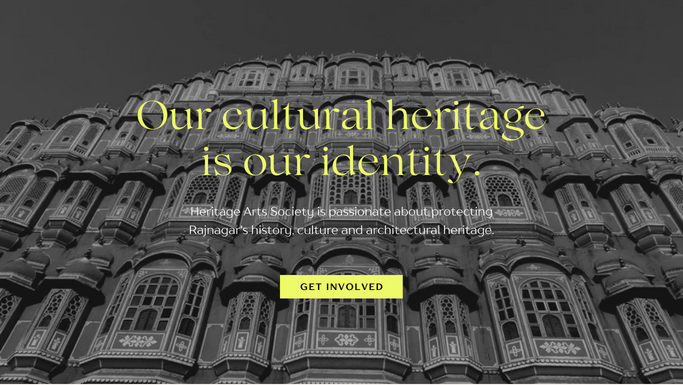 Our cultural heritage
is our identity.
Heritage Arts Society is passionate about protecting
Rajnagar's history, culture and architectural heritage.
GET INVOLVED